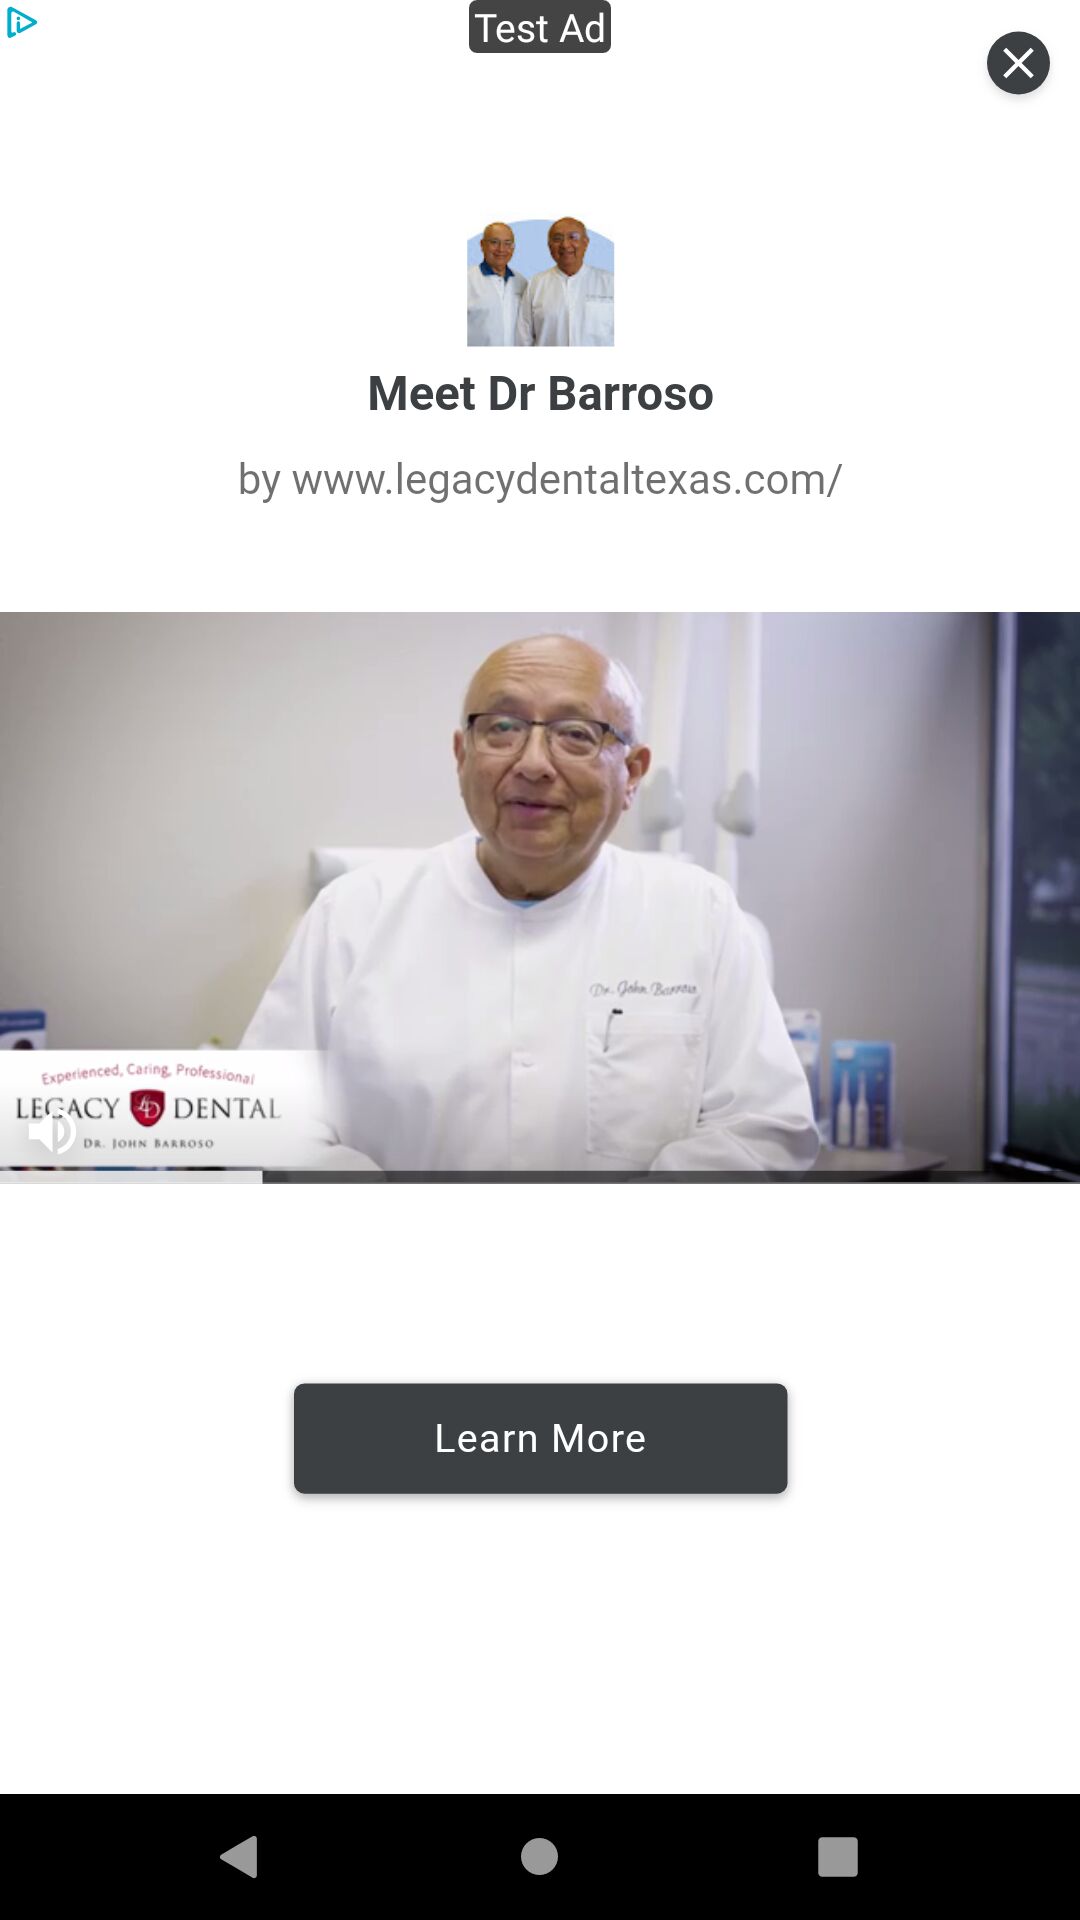 Test Ad
Meet Dr Barroso
by www.legacydentaltexas.com/
Dr. John Barroso
Experienced, Caring, Professional
LEGACY LD DENTAL
DR. JOHN BARROSO
Learn More